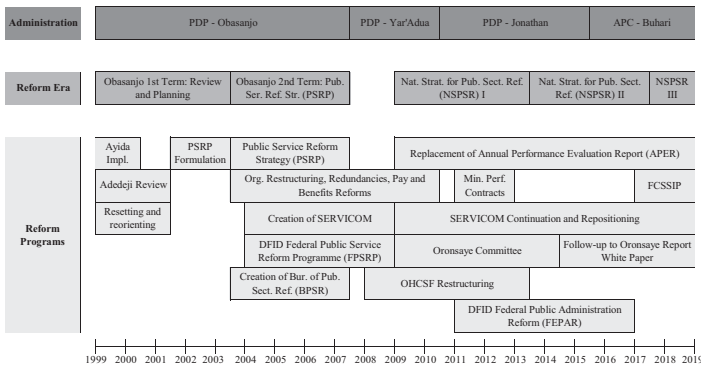 Administration
PDP - Obasanjo
PDP - Yar'Adua
PDP - Jonathan
APC - Buhari
Reform Era
Obasanjo 1st Term: Review
and Planning
Obasanjo 2nd Term: Pub.
Ser. Ref. Str. (PSRP)
Nat. Strat. for Pub. Sect. Ref.
(NSPSR) I
Nat. Strat. for Pub. Sect.
Ref. (NSPSR) II
NSPSR
III
Reform
Programs
Ayida
Impl.
PSRP
Formulation
Public Service Reform
Strategy (PSRP)
Replacement of Annual Performance Evaluation Report (APER)
Adedeji Review
Org. Restructuring, Redundancies, Pay and
Benefits Reforms
Min. Perf.
Contracts
FCSSIP
Resetting and
reorienting
Creation of SERVICOM
SERVICOM Continuation and Repositioning
DFID Federal Public Service
Reform Programme (FPSRP)
Oronsaye Committee
Follow-up to Oronsaye Report
White Paper
Creation of Bur. of Pub.
Sect. Ref. (BPSR)
OHCSF Restructuring
DFID Federal Public Administration
Reform (FEPAR)
1999 2000 2001 2002 2003 2004 2005 2006 2007 2008 2009 2010 2011 2012 2013 2014 2015 2016 2017 2018 2019